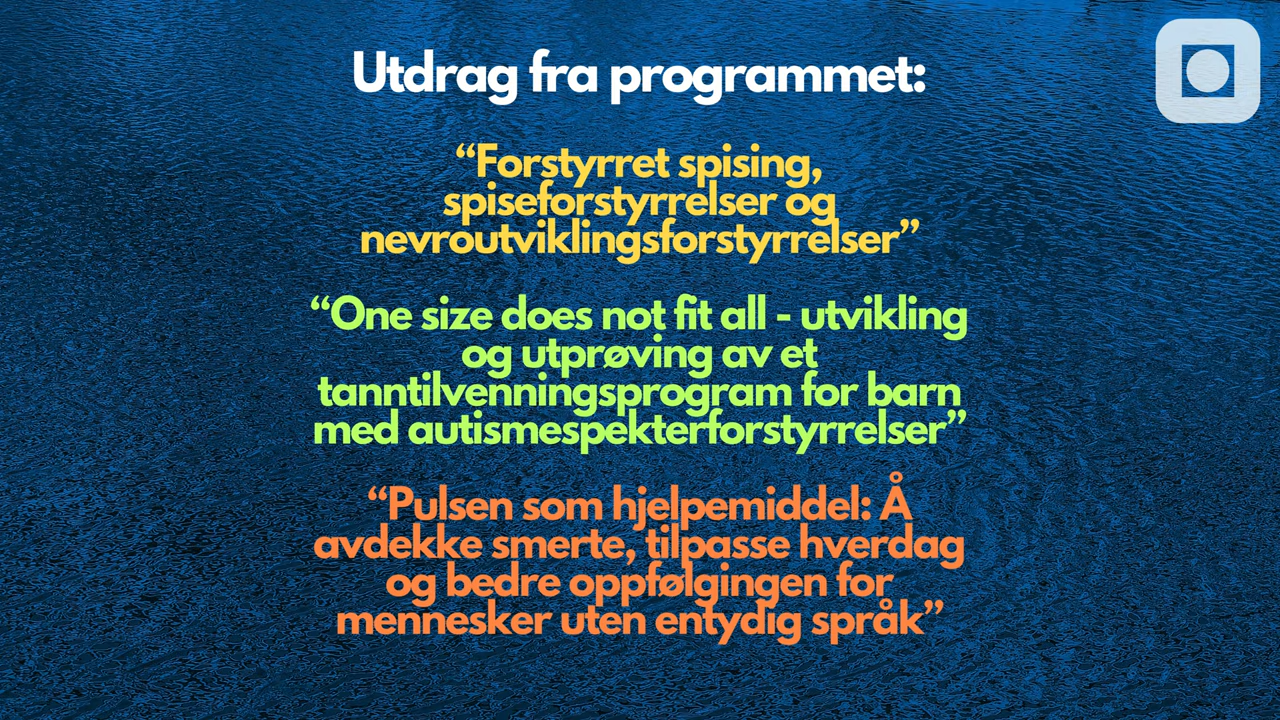 Utdrag fra programmet:
“Forstyrret spising,
spiseforstyrrelser og
nevroutviklingsforstyrrelser”
“One size does not fit all - utvikling
og utprøving av et
tanntilvenningsprogram for barn
med autismespekterforstyrrelser”
“Pulsen som hjelpemiddel: Å
avdekke smerte, tilpasse hverdag
og bedre oppfølgingen for
mennesker uten entydig språk”